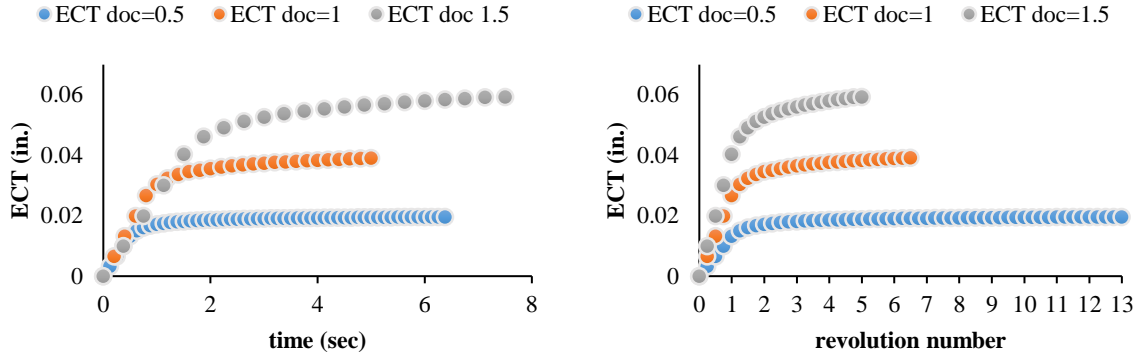 ECT doc=0.5 ECT doc=1 ECT doc 1.5
ECT (in.)
0.06
0.04
0.02
0
0 2 4 6 8
time (sec)
ECT doc=0.5 ECT doc=1 ECT doc=1.5
ECT (in.)
0.06
0.04
0.02
0
0 1 2 3 4 5 6 7 8 9 10 11 12 13
revolution number